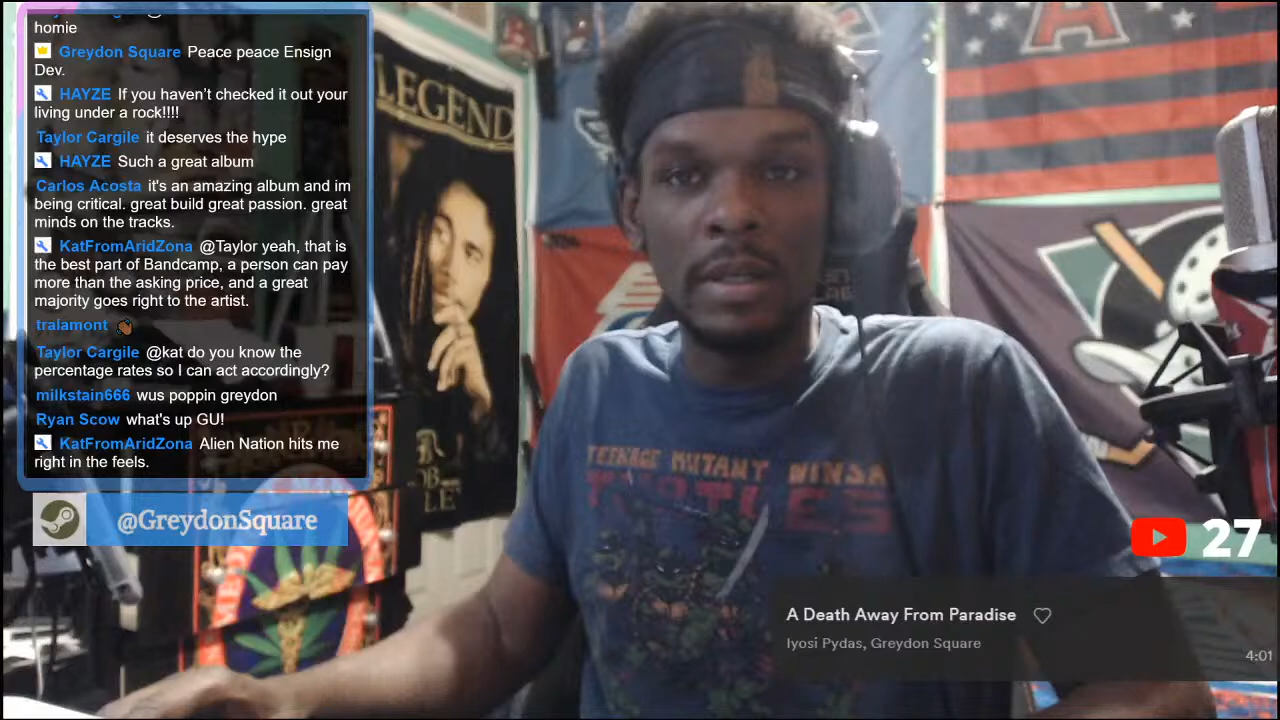 homie
Greydon Square Peace peace Ensign
Dev.
HAYZE If you haven't checked it out your
living under a rock!!!!
Taylor Cargile it deserves the hype
HAYZE Such a great album
Carlos Acosta it's an amazing album and im
being critical. great build great passion. great
minds on the tracks.
KatFromAridZona @Taylor yeah, that is
the best part of Bandcamp, a person can pay
more than the asking price, and a great
majority goes right to the artist.
tralamont
Taylor Cargile @kat do you know the
percentage rates so I can act accordingly?
milkstain666 wus poppin greydon
Ryan Scow what's up GU!
KatFromAridZona Alien Nation hits me
right in the feels.
@GreydonSquare
LEGEND
A
TEENAGE MUTANT NINJA
TURTLES
27
A Death Away From Paradise
Iyosi Pydas, Greydon Square
4:01